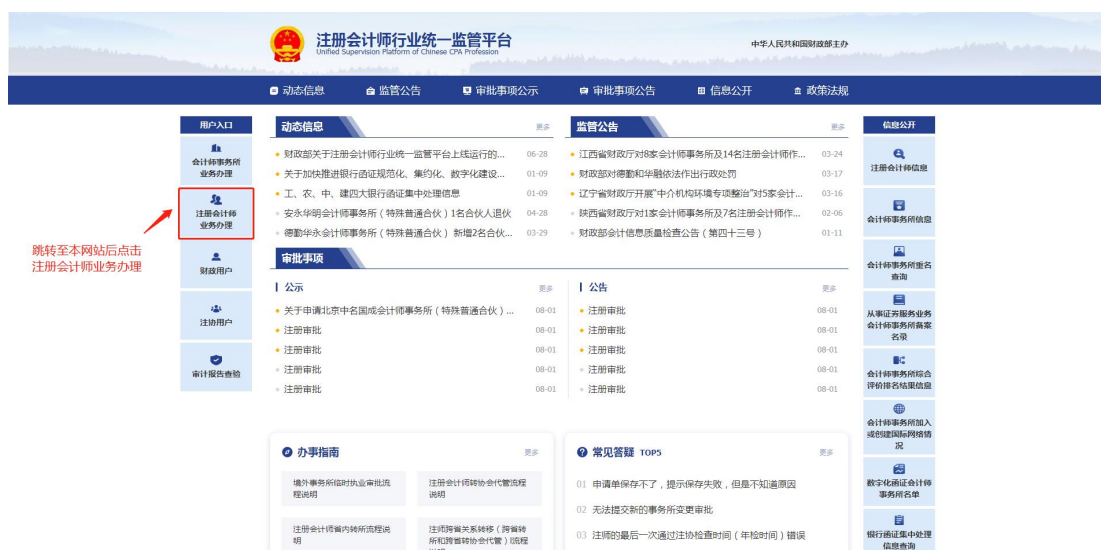 注册会计师行业统一监管平台
Unified Supervision Platform of Chinese CPA Profession
中华人民共和国财政部主办
动态信息
监管公告
审批事项公示
审批事项公告
信息公开
政策法规
用户入口
会计师事务所
业务办理
注册会计师
业务办理
跳转至本网站后点击
注册会计师业务办理
财政用户
注协用户
审计报告查验
动态信息
更多
财政部关于注册会计师行业统一监管平台上线运行的... 06-28
关于加快推进银行函证规范化、集约化、数字化建设... 01-09
工、农、中、建四大银行函证集中处理信息 01-09
安永华明会计师事务所（特殊普通合伙）1名合伙人退伙 04-28
德勤华永会计师事务所（特殊普通合伙） 新增2名合伙... 03-29
监管公告
更多
江西省财政厅对8家会计师事务所及14名注册会计师作... 03-24
财政部对德勤和华融依法作出行政处罚 03-17
辽宁省财政厅开展"中介机构环境专项整治"对5家会计... 03-16
陕西省财政厅对1家会计师事务所及7名注册会计师作... 02-06
财政部会计信息质量检查公告（第四十三号） 01-11
审批事项
公示
更多
关于申请北京中名国成会计师事务所（特殊普通合伙）... 08-01
注册审批 08-01
注册审批 08-01
注册审批 08-01
注册审批 08-01
公告
更多
注册审批 08-01
注册审批 08-01
注册审批 08-01
注册审批 08-01
注册审批 08-01
办事指南
更多
境外事务所临时执业审批流
程说明
注册会计师转协会代管流程
说明
注册会计师省内转所流程说
明
注师跨省关系转移（跨省转
所和跨省转协会代管）流程
常见答疑 TOP5
更多
01 申请单保存不了，提示保存失败，但是不知道原因
02 无法提交新的事务所变更审批
03 注师的最后一次通过注协检查时间（年检时间）错误
信息公开
注册会计师信息
会计师事务所信息
会计师事务所重名
查询
从事证券服务业务
会计师事务所备案
名录
会计师事务所综合
评价排名结果信息
会计师事务所加入
或创建国际网络情
况
数字化函证会计师
事务所名单
银行函证集中处理
信息查询